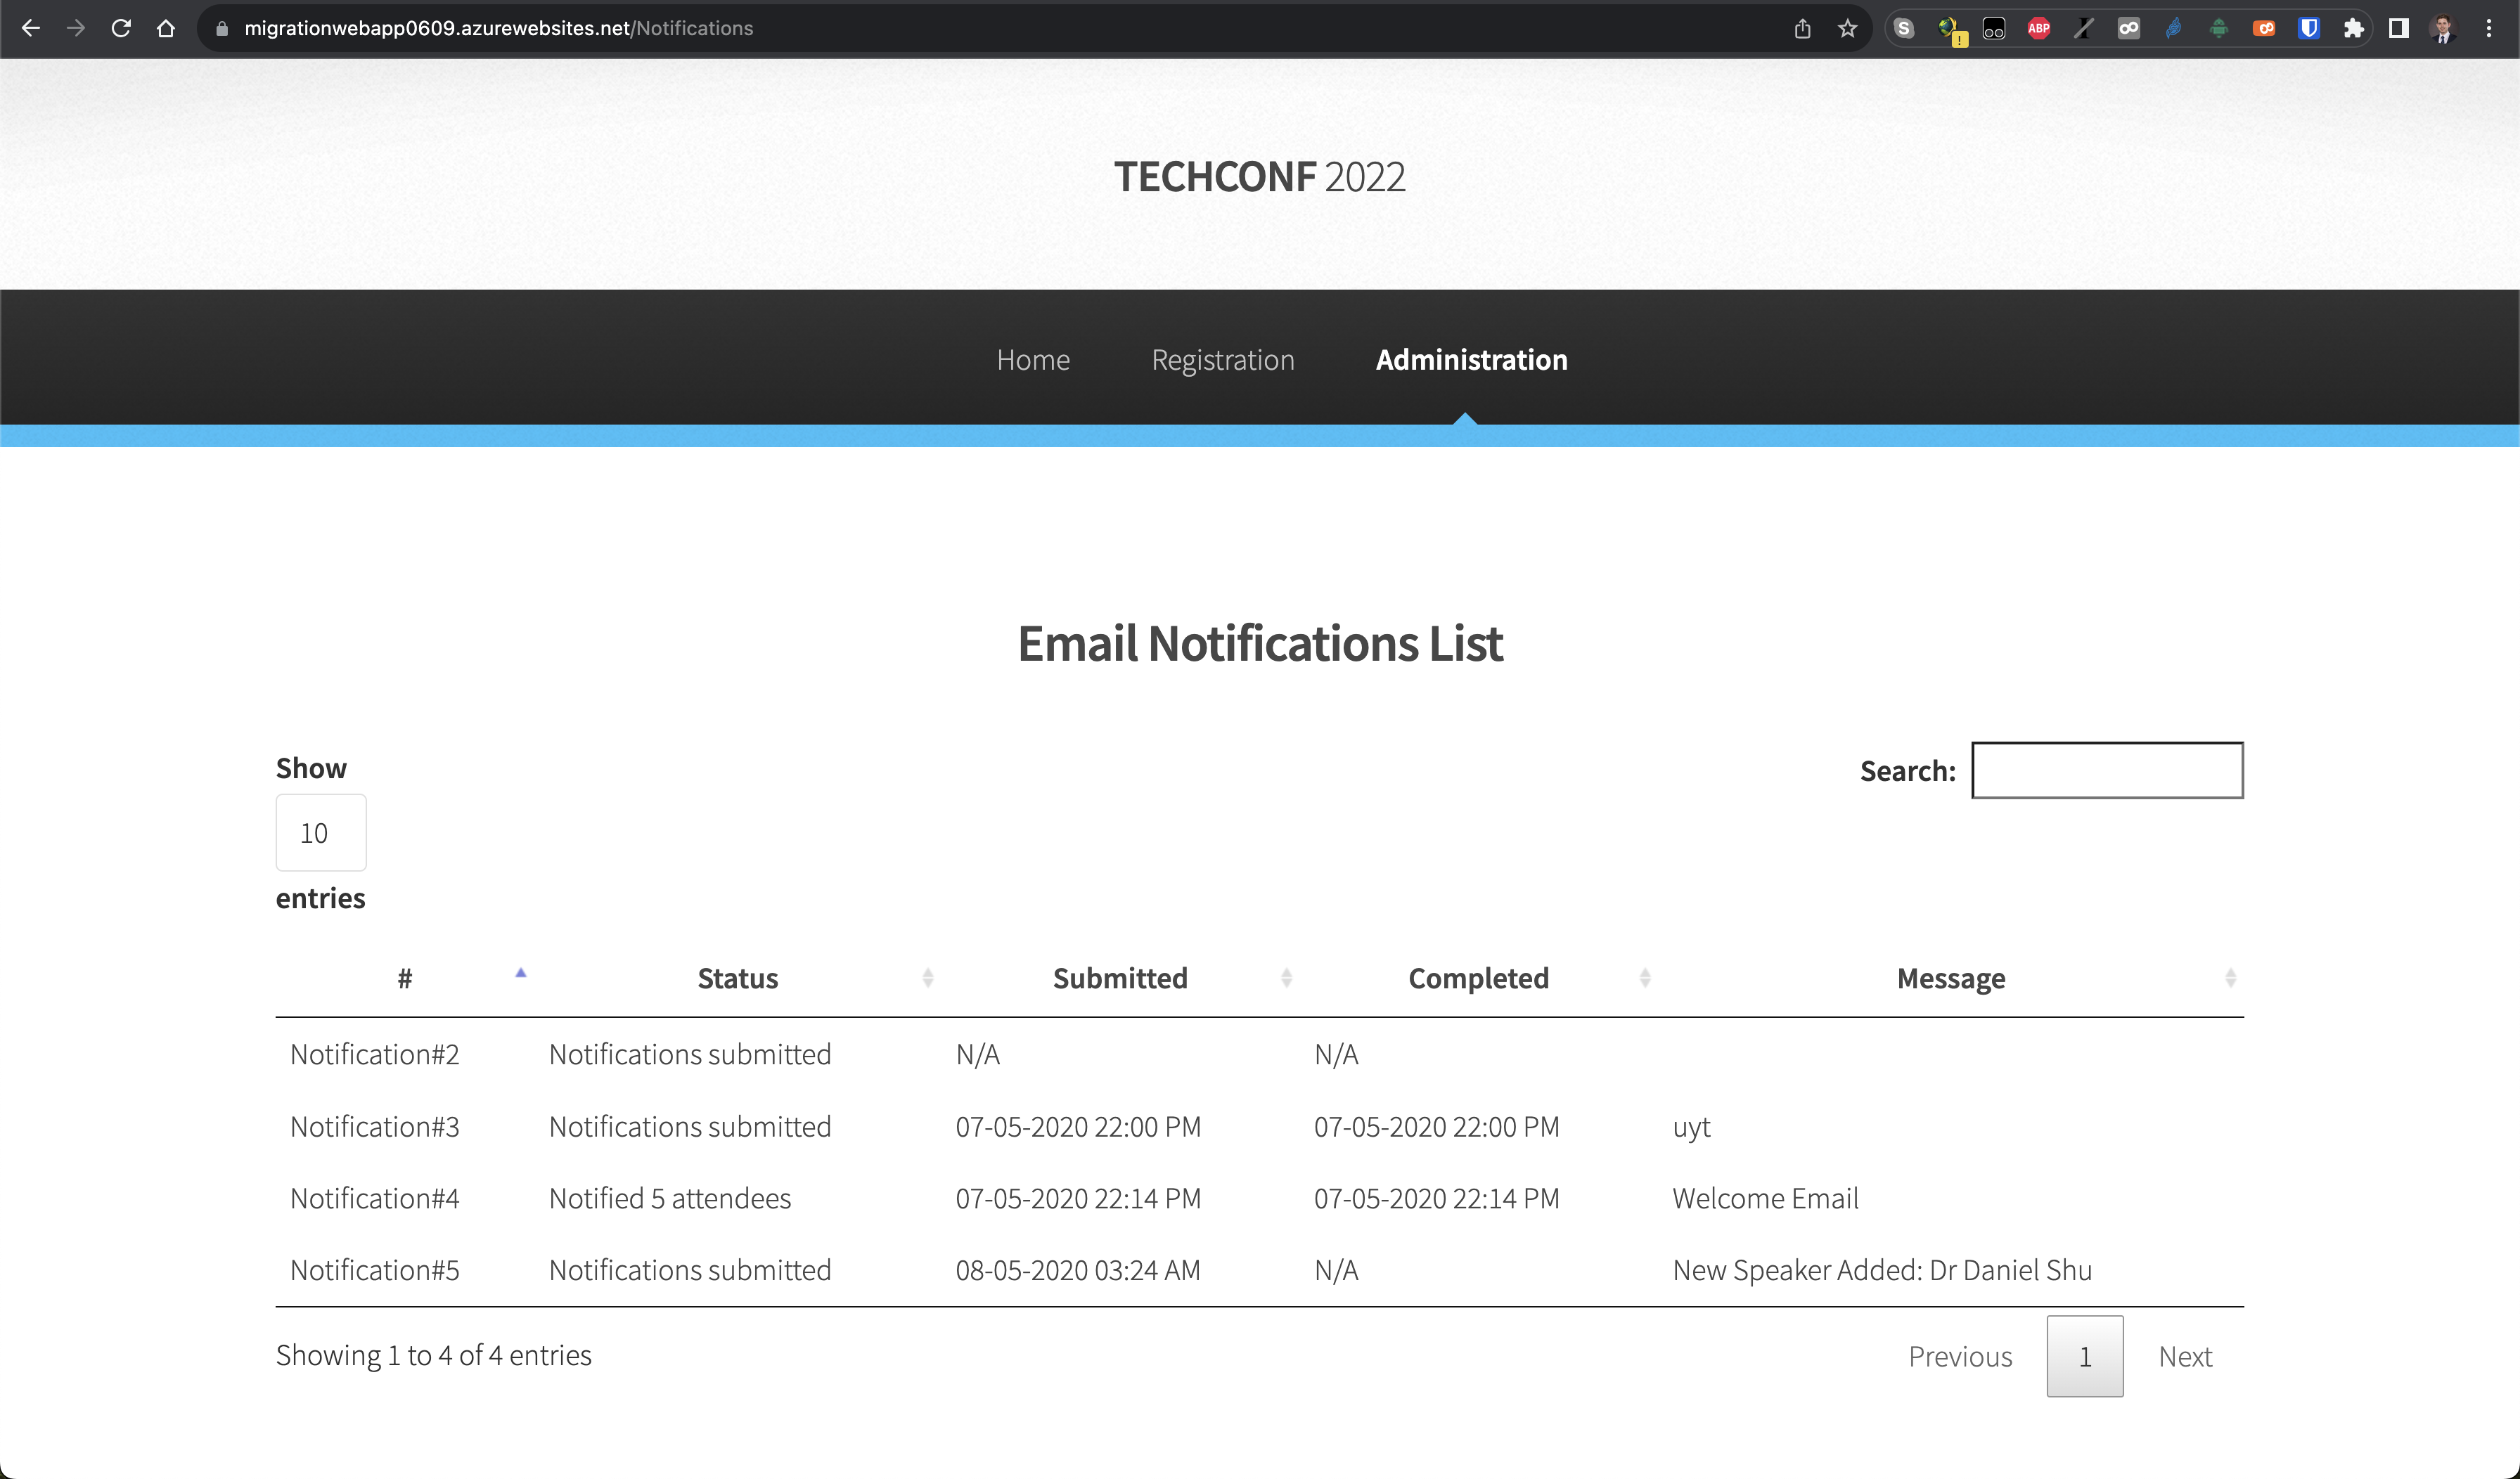 migrationwebapp0609.azurewebsites.net/Notifications
S ! ABP
TECHCONF 2022
Home Registration Administration
Email Notifications List
Show
Search:
10
entries
# Status Submitted Completed Message
Notification#2 Notifications submitted N/A N/A
Notification#3 Notifications submitted 07-05-2020 22:00 PM 07-05-2020 22:00 PM uyt
Notification#4 Notified 5 attendees 07-05-2020 22:14 PM 07-05-2020 22:14 PM Welcome Email
Notification#5 Notifications submitted 08-05-2020 03:24 AM N/A New Speaker Added: Dr Daniel Shu
Showing 1 to 4 of 4 entries
Previous 1 Next